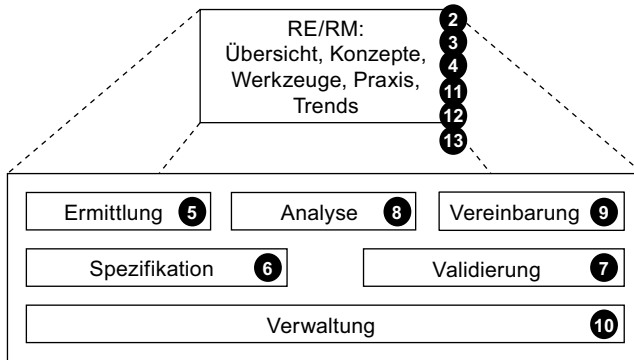 RE/RM: 2
Übersicht, Konzepte, 3
Werkzeuge, Praxis, 4
Trends 11
12
13
Ermittlung 5 Analyse 8 Vereinbarung 9
Spezifikation 6 Validierung 7
Verwaltung 10